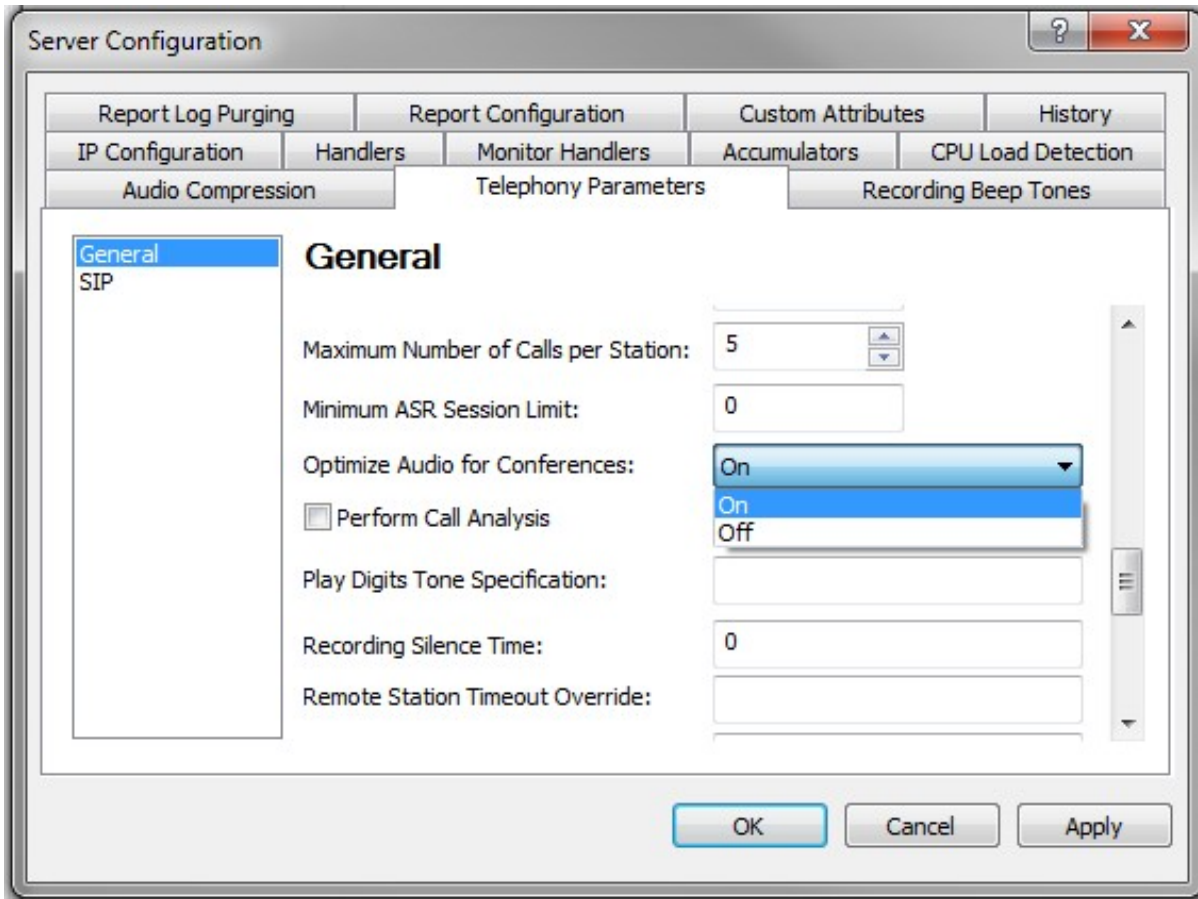 Server Configuration
Report Log Purging
Report Configuration
Custom Attributes
History
IP Configuration
Handlers
Monitor Handlers
Accumulators
CPU Load Detection
Audio Compression
Telephony Parameters
Recording Beep Tones
General
SIP
General
Maximum Number of Calls per Station:
5
Minimum ASR Session Limit:
0
Optimize Audio for Conferences:
On
On
Off
Perform Call Analysis
Play Digits Tone Specification:
Recording Silence Time:
0
Remote Station Timeout Override:
OK
Cancel
Apply